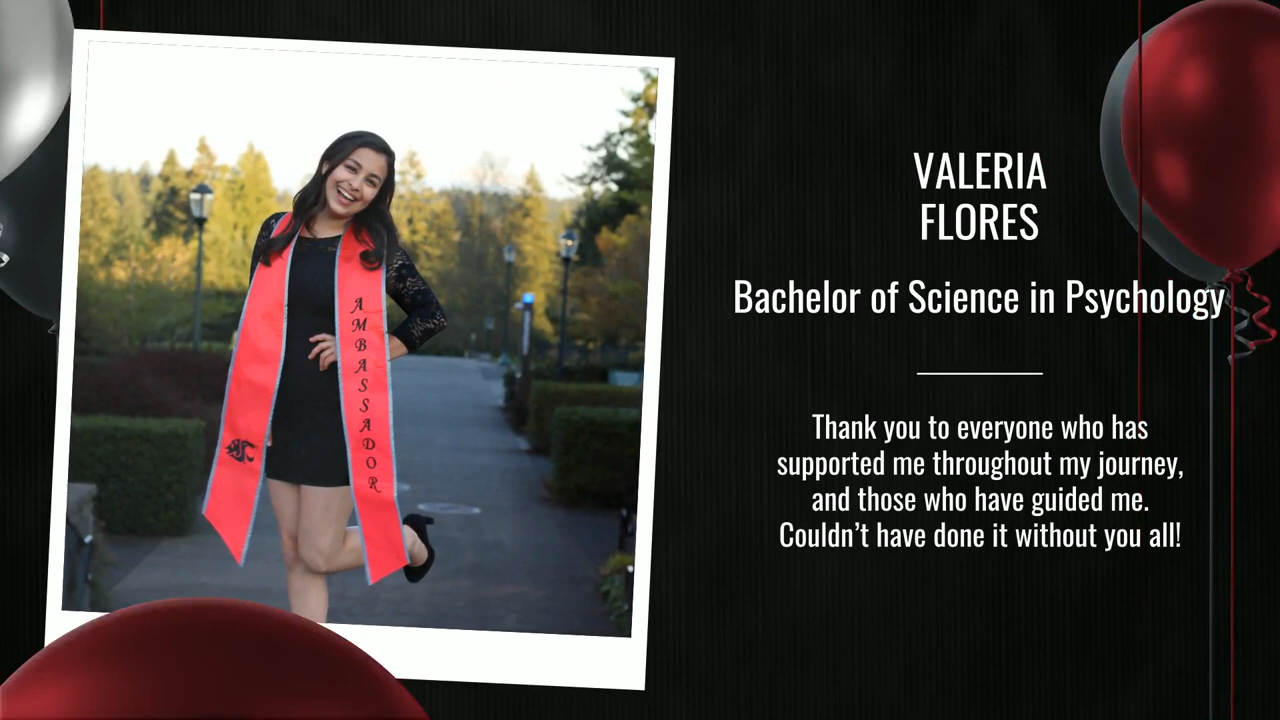 AMBASSADOR
VALERIA
FLORES
Bachelor of Science in Psychology
Thank you to everyone who has
supported me throughout my journey,
and those who have guided me.
Couldn’t have done it without you all!